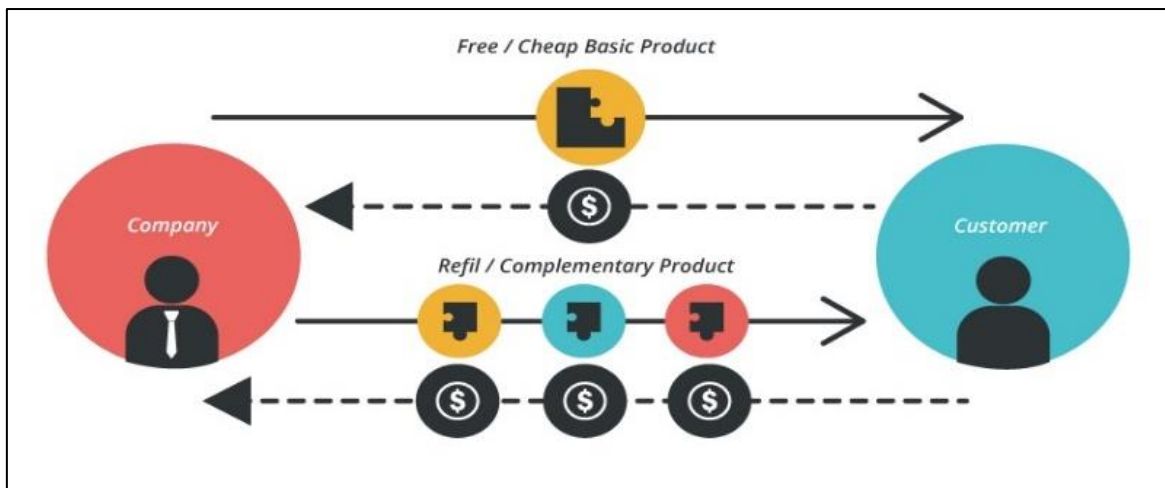 Free / Cheap Basic Product
$
Company
Customer
Refil / Complementary Product
$ $ $